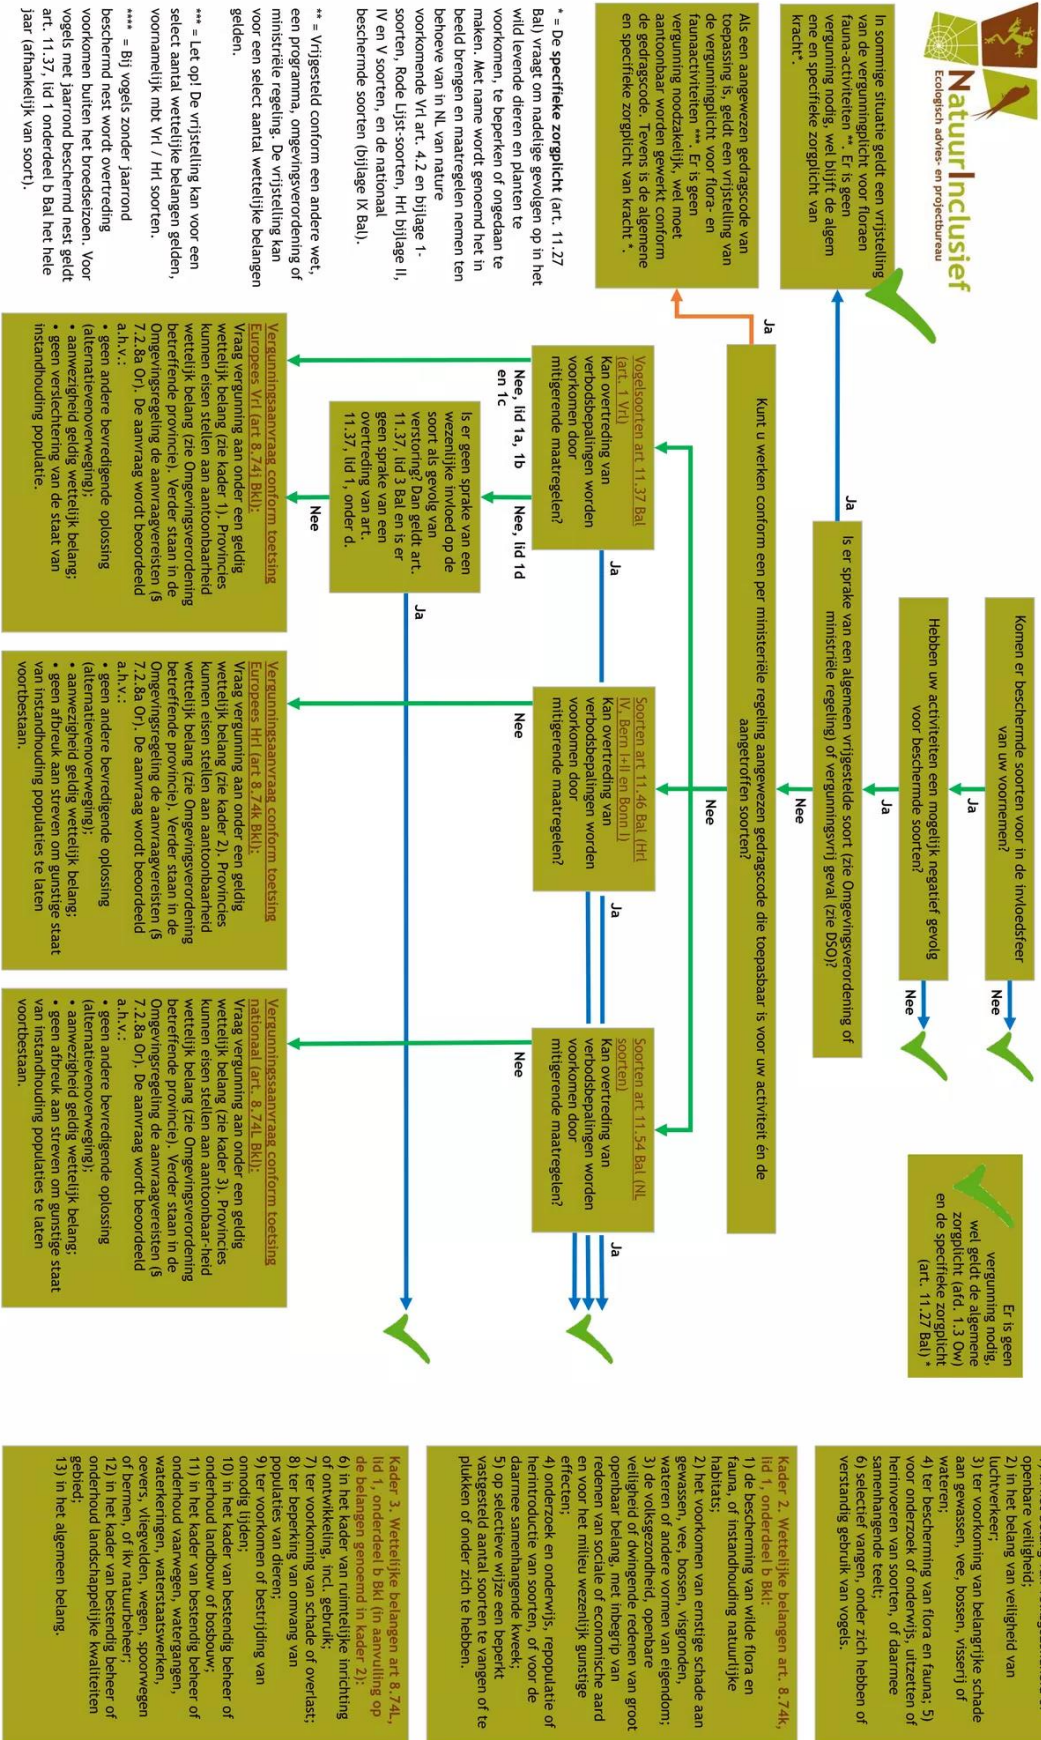 NatuurInclusief
Ecologisch advies- en projectbureau
Komen er beschermde soorten voor in de invloedsfeer
van uw voornemen?
Nee
Ja
Hebben uw activiteiten een mogelijk negatief gevolg
voor beschermde soorten?
Nee
Ja
Is er sprake van een algemeen vrijgestelde soort (zie Omgevingsverordening of
ministriële regeling) of vergunningsvrij geval (zie DSO)?
Ja
Nee
Er is geen
vergunning nodig,
wel geldt de algemene
zorgplicht (afd. 1.3 Ow)
en de specifieke zorgplicht
(art. 11.27 Bal) *
In sommige situatie geldt een vrijstelling
van de vergunningplicht voor floraen
fauna-activiteiten **. Er is geen
vergunning nodig, wel blijft de algem
ene en specifieke zorgplicht van
kracht*.
Kunt u werken conform een per ministeriële regeling aangewezen gedragscode die toepasbaar is voor uw activiteit én de
aangetroffen soorten?
Ja
Nee
Als een aangewezen gedragscode van
toepassing is, geldt een vrijstelling van
de vergunningplicht voor flora- en
faunaactiviteiten ***. Er is geen
vergunning noodzakelijk, wel moet
aantoonbaar worden gewerkt conform
de gedragscode. Tevens is de algemene
en specifieke zorgplicht van kracht *.
Vogelsoorten art 11.37 Bal
(art. 1 Vrl)
Kan overtreding van
verbodsbepalingen worden
voorkomen door
mitigerende maatregelen?
Ja
Nee, lid 1a, 1b
en 1c
Nee, lid 1d
Soorten art 11.46 Bal (Hrl
IV, Bern I+II en Bonn I)
Kan overtreding van
verbodsbepalingen worden
voorkomen door
mitigerende maatregelen?
Ja
Nee
Soorten art 11.54 Bal (NL
soorten)
Kan overtreding van
verbodsbepalingen worden
voorkomen door
mitigerende maatregelen?
Ja
Nee
Is er geen sprake van een
wezenlijke invloed op de
soort als gevolg van
verstoring? Dan geldt art.
11.37, lid 3 Bal en is er
geen sprake van een
overtreding van art.
11.37, lid 1, onder d.
Ja
Nee
Vergunningsaanvraag conform toetsing
Europees Vrl (art 8.74j Bkl):
Vraag vergunning aan onder een geldig
wettelijk belang (zie kader 1). Provincies
kunnen eisen stellen aan aantoonbaarheid
wettelijk belang (zie Omgevingsverordening
betreffende provincie). Verder staan in de
Omgevingsregeling de aanvraagvereisten (§
7.2.8a Or). De aanvraag wordt beoordeeld
a.h.v.:
• geen andere bevredigende oplossing
(alternatievenoverweging);
• aanwezigheid geldig wettelijk belang;
• geen verslechtering van de staat van
instandhouding populatie.
Vergunningsaanvraag conform toetsing
Europees Hrl (art 8.74k Bkl):
Vraag vergunning aan onder een geldig
wettelijk belang (zie kader 2). Provincies
kunnen eisen stellen aan aantoonbaarheid
wettelijk belang (zie Omgevingsverordening
betreffende provincie). Verder staan in de
Omgevingsregeling de aanvraagvereisten (§
7.2.8a Or). De aanvraag wordt beoordeeld
a.h.v.:
• geen andere bevredigende oplossing
(alternatievenoverweging);
• aanwezigheid geldig wettelijk belang;
• geen afbreuk aan streven om gunstige staat
van instandhouding populaties te laten
voortbestaan.
Vergunningssaanvraag conform toetsing
nationaal (art. 8.74L Bkl):
Vraag vergunning aan onder een geldig
wettelijk belang (zie kader 3). Provincies
kunnen eisen stellen aan aantoonbaar-heid
wettelijk belang (zie Omgevingsverordening
betreffende provincie). Verder staan in de
Omgevingsregeling de aanvraagvereisten (§
7.2.8a Or). De aanvraag wordt beoordeeld
a.h.v.:
• geen andere bevredigende oplossing
(alternatievenoverweging);
• aanwezigheid geldig wettelijk belang;
• geen afbreuk aan streven om gunstige staat
van instandhouding populaties te laten
voortbestaan.
* = De specifieke zorgplicht (art. 11.27
Bal) vraagt om nadelige gevolgen op in het
wild levende dieren en planten te
voorkomen, te beperken of ongedaan te
maken. Met name wordt genoemd het in
beeld brengen en maatregelen nemen ten
behoeve van in NL van nature
voorkomende Vrl art. 4.2 en bijlage 1-
soorten, Rode Lijst-soorten, Hrl bijlage II,
IV en V soorten, en de nationaal
beschermde soorten (bijlage IX Bal).
** = Vrijgesteld conform een andere wet,
een programma, omgevingsverordening of
ministriële regeling. De vrijstelling kan
voor een select aantal wettelijke belangen
gelden.
*** = Let op! De vrijstelling kan voor een
select aantal wettelijke belangen gelden,
voornamelijk mbt Vrl / Hrl soorten.
**** = Bij vogels zonder jaarrond
beschermd nest wordt overtreding
voorkomen buiten het broedseizoen. Voor
vogels met jaarrond beschermd nest geldt
art. 11.37, lid 1 onderdeel b Bal het hele
jaar (afhankelijk van soort).
openbare veiligheid;
2) in het belang van veiligheid van
luchtverkeer;
3) ter voorkoming van belangrijke schade
aan gewassen, vee, bossen, visserij of
wateren;
4) ter bescherming van flora en fauna; 5)
voor onderzoek of onderwijs, uitzetten of
herinvoeren van soorten, of daarmee
samenhangende teelt;
6) selectief vangen, onder zich hebben of
verstandig gebruik van vogels.
Kader 2. Wettelijke belangen art. 8.74k,
lid 1, onderdeel b Bkl:
1) de bescherming van wilde flora en
fauna, of instandhouding natuurlijke
habitats;
2) het voorkomen van ernstige schade aan
gewassen, vee, bossen, visgronden,
wateren of andere vormen van eigendom;
3) de volksgezondheid, openbare
veiligheid of dwingende redenen van groot
openbaar belang, met inbegrip van
redenen van sociale of economische aard
en voor het milieu wezenlijk gunstige
effecten;
4) onderzoek en onderwijs, repopulatie of
herintroductie van soorten, of voor de
daarmee samenhangende kweek;
5) op selectieve wijze een beperkt
vastgesteld aantal soorten te vangen of te
plukken of onder zich te hebben.
Kader 3. Wettelijke belangen art 8.74L,
lid 1, onderdeel b Bkl (in aanvulling op
de belangen genoemd in kader 2):
6) in het kader van ruimtelijke inrichting
of ontwikkeling, incl. gebruik;
7) ter voorkoming van schade of overlast;
8) ter beperking van omvang van
populaties van dieren;
9) ter voorkomen of bestrijding van
onnodig lijden;
10) in het kader van bestendig beheer of
onderhoud landbouw of bosbouw;
11) in het kader van bestendig beheer of
onderhoud vaarwegen, watergangen,
waterkeringen, waterstaatswerken,
oevers, vliegvelden, wegen, spoorwegen
of bermen, of ikv natuurbeheer;
12) in het kader van bestendig beheer of
onderhoud landschappelijke kwaliteiten
gebied;
13) in het algemeen belang.